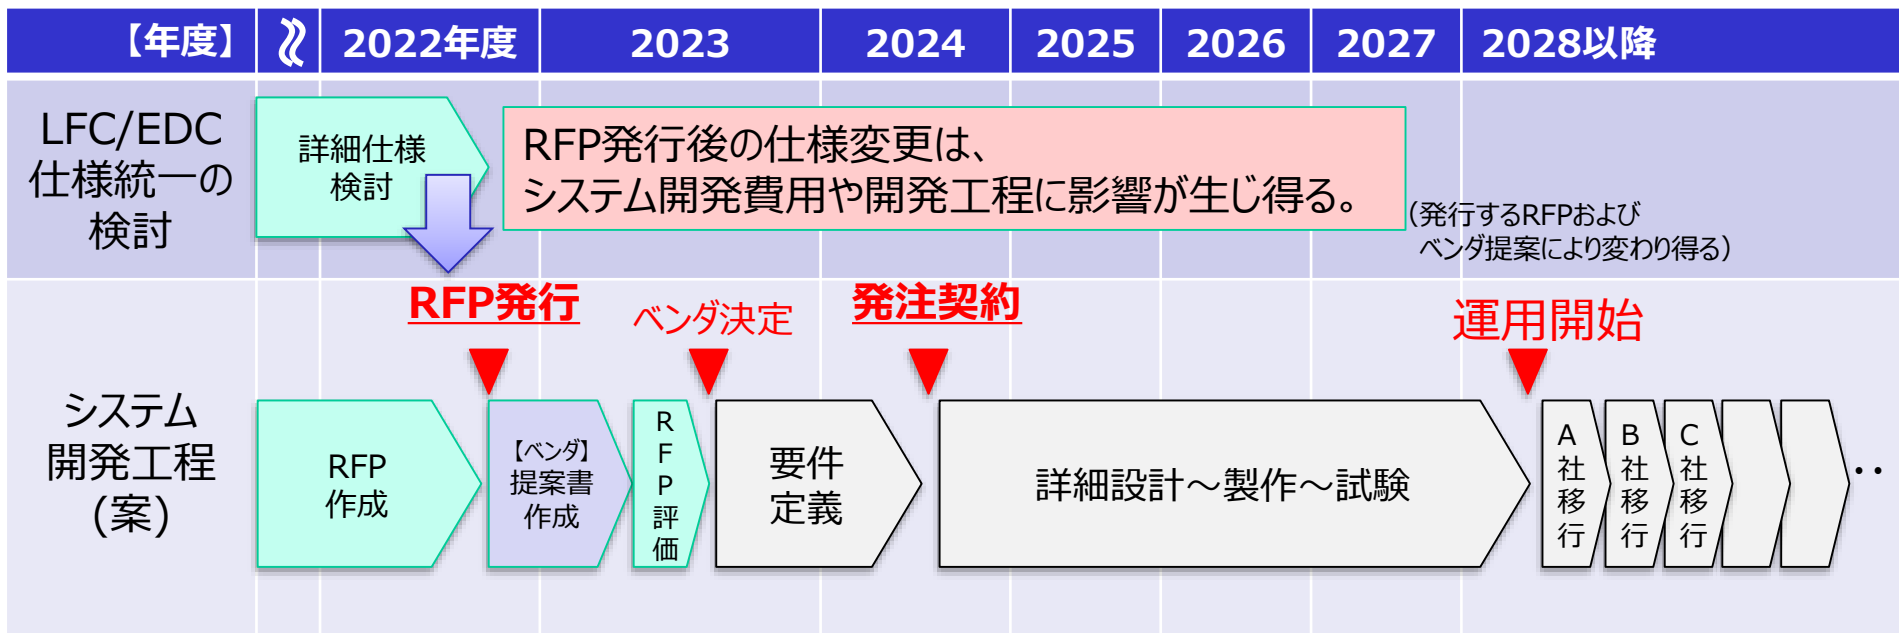 【年度】 2022年度 2023 2024 2025 2026 2027 2028以降
LFC/EDC
仕様統一の
検討
詳細仕様
検討
RFP発行後の仕様変更は、
システム開発費用や開発工程に影響が生じ得る。
(発行するRFPおよび
ベンダ提案により変わり得る)
RFP発行
ベンダ決定
発注契約
運用開始
システム
開発工程
(案)
RFP
作成
【ベンダ】
提案書
作成
RFP評価
要件
定義
詳細設計～製作～試験
A社移行
B社移行
C社移行
‥